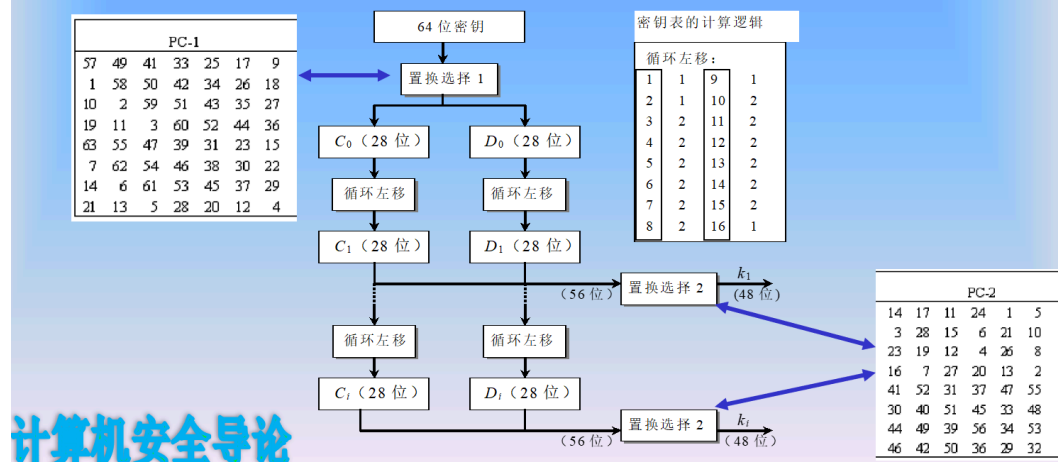 PC-1
57 49 41 33 25 17 9
1 58 50 42 34 26 18
10 2 59 51 43 35 27
19 11 3 60 52 44 36
63 55 47 39 31 23 15
7 62 54 46 38 30 22
14 6 61 53 45 37 29
21 13 5 28 20 12 4
64 位密钥
置换选择 1
C₀（28 位） D₀（28 位）
循环左移 循环左移
C₁（28 位） D₁（28 位）
（56 位） 置换选择 2 k₁ (48 位)
循环左移 循环左移
Cᵢ（28 位） Dᵢ（28 位）
（56 位） 置换选择 2 kᵢ (48 位)
密钥表的计算逻辑
循环左移：
1 1 9 1
2 1 10 2
3 2 11 2
4 2 12 2
5 2 13 2
6 2 14 2
7 2 15 2
8 2 16 1
PC-2
14 17 11 24 1 5
3 28 15 6 21 10
23 19 12 4 26 8
16 7 27 20 13 2
41 52 31 37 47 55
30 40 51 45 33 48
44 49 39 56 34 53
46 42 50 36 29 32
计算机安全导论